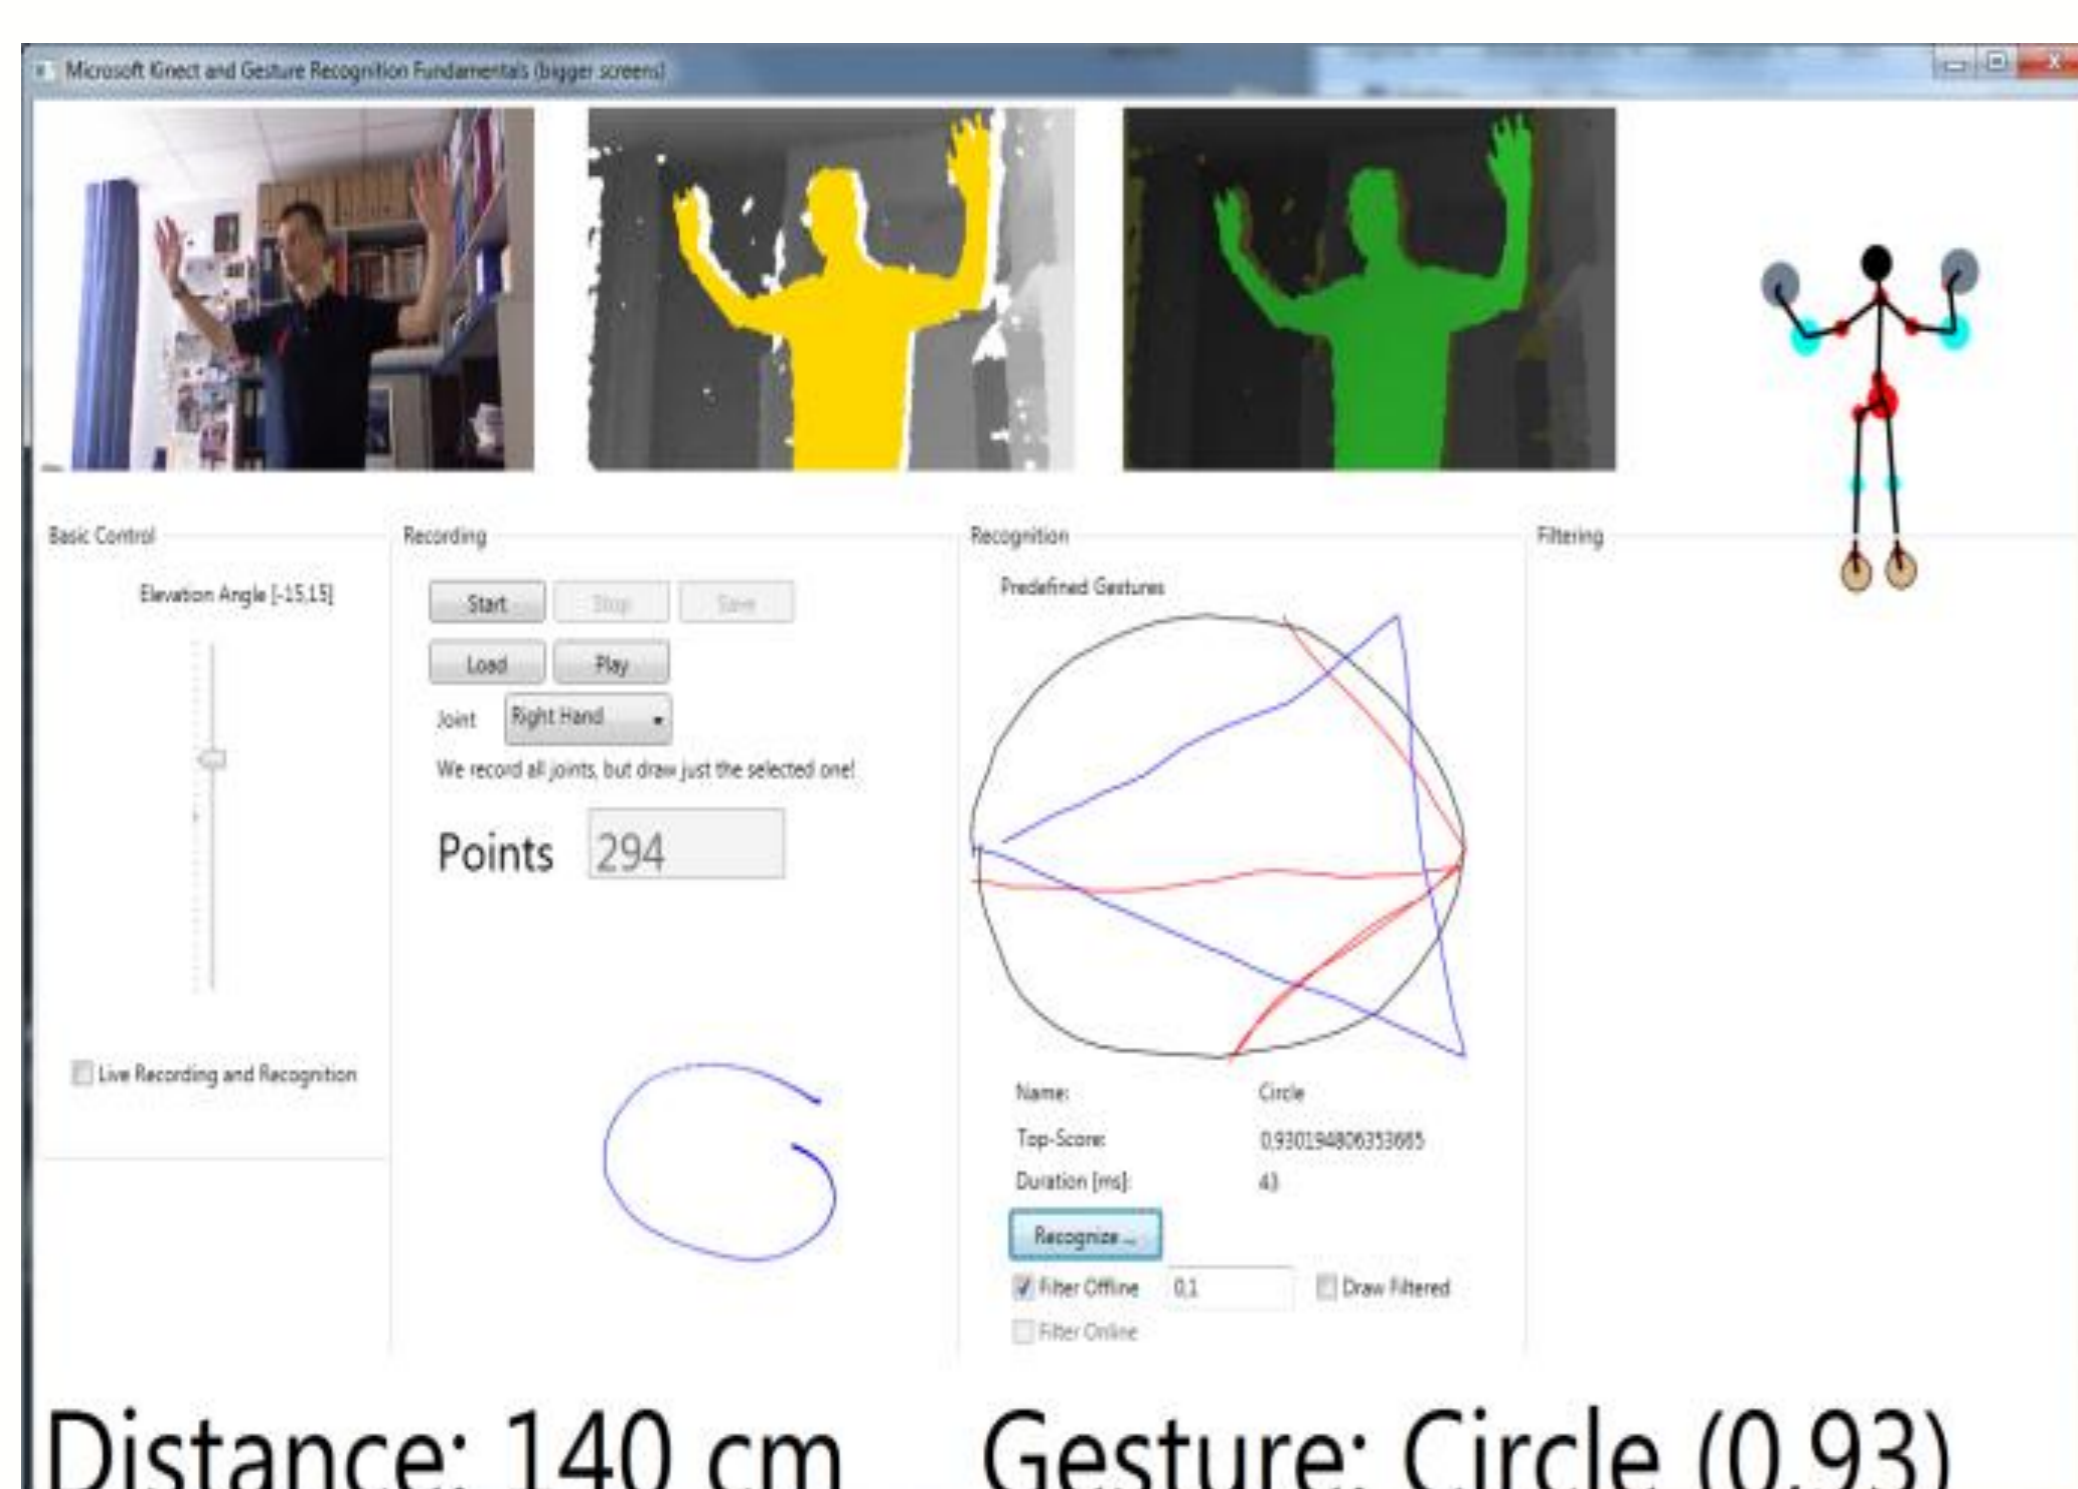 Microsoft Kinect and Gesture Recognition Fundamentals (bigger screens)
Basic Control
Elevation Angle [-15,15]
Live Recording and Recognition
Recording
Start Stop Save
Load Play
Joint Right Hand
We record all joints, but draw just the selected one!
Points 294
Recognition
Predefined Gestures
Name: Circle
Top-Score: 0,930194806353665
Duration [ms]: 43
Recognize ...
Filter Offline 0,1 Draw Filtered
Filter Online
Filtering
Distance: 140 cm
Gesture: Circle (0,93)